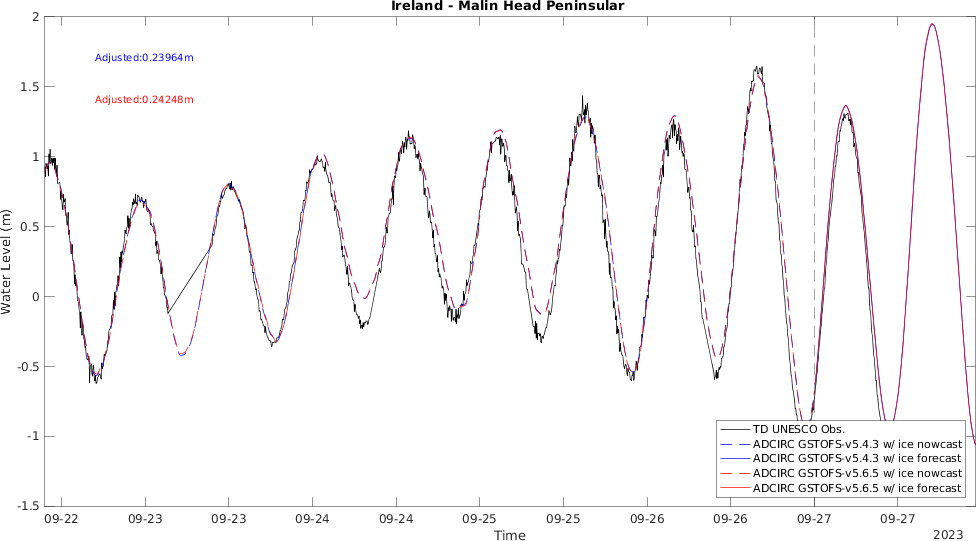 Ireland - Malin Head Peninsular
Adjusted:0.23964m
Adjusted:0.24248m
Water Level (m)
2
1.5
1
0.5
0
-0.5
-1
-1.5
TD UNESCO Obs.
ADCIRC GSTOFS-v5.4.3 w/ ice nowcast
ADCIRC GSTOFS-v5.4.3 w/ ice forecast
ADCIRC GSTOFS-v5.6.5 w/ ice nowcast
ADCIRC GSTOFS-v5.6.5 w/ ice forecast
09-22 09-23 09-23 09-24 09-24 09-25 09-25 09-26 09-26 09-27 09-27
Time
2023